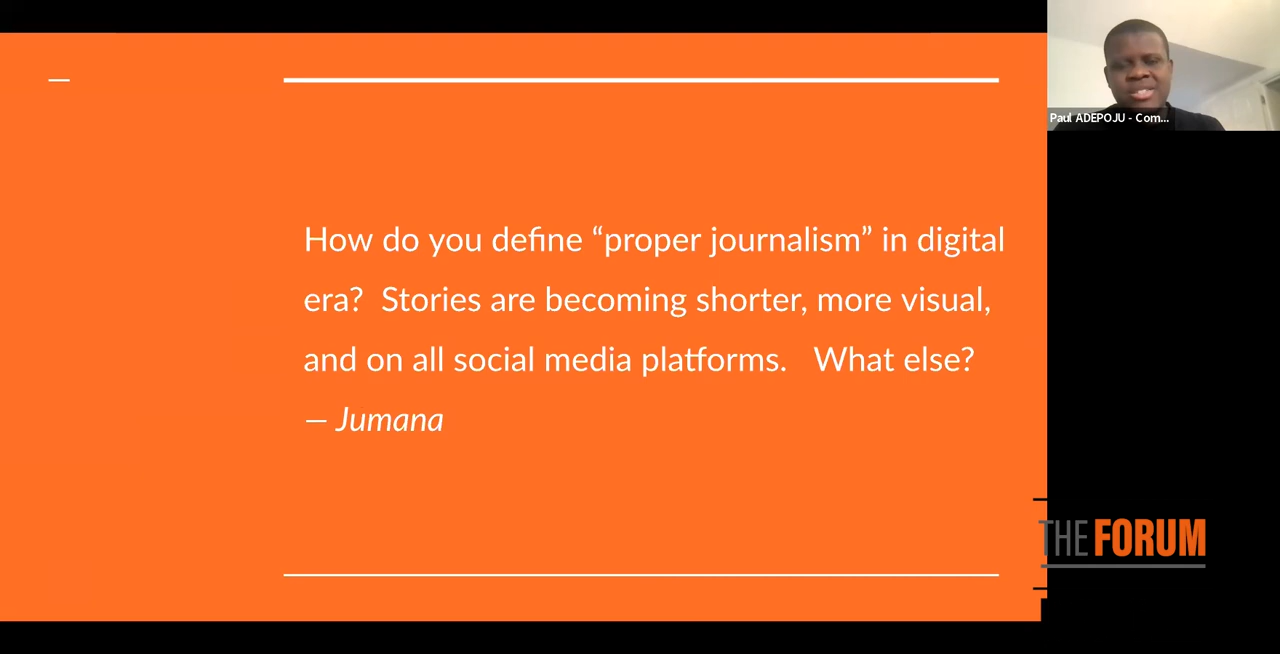 Paul ADEPOJU - Com...
How do you define “proper journalism” in digital
era?  Stories are becoming shorter, more visual,
and on all social media platforms.   What else?
— Jumana
THE FORUM